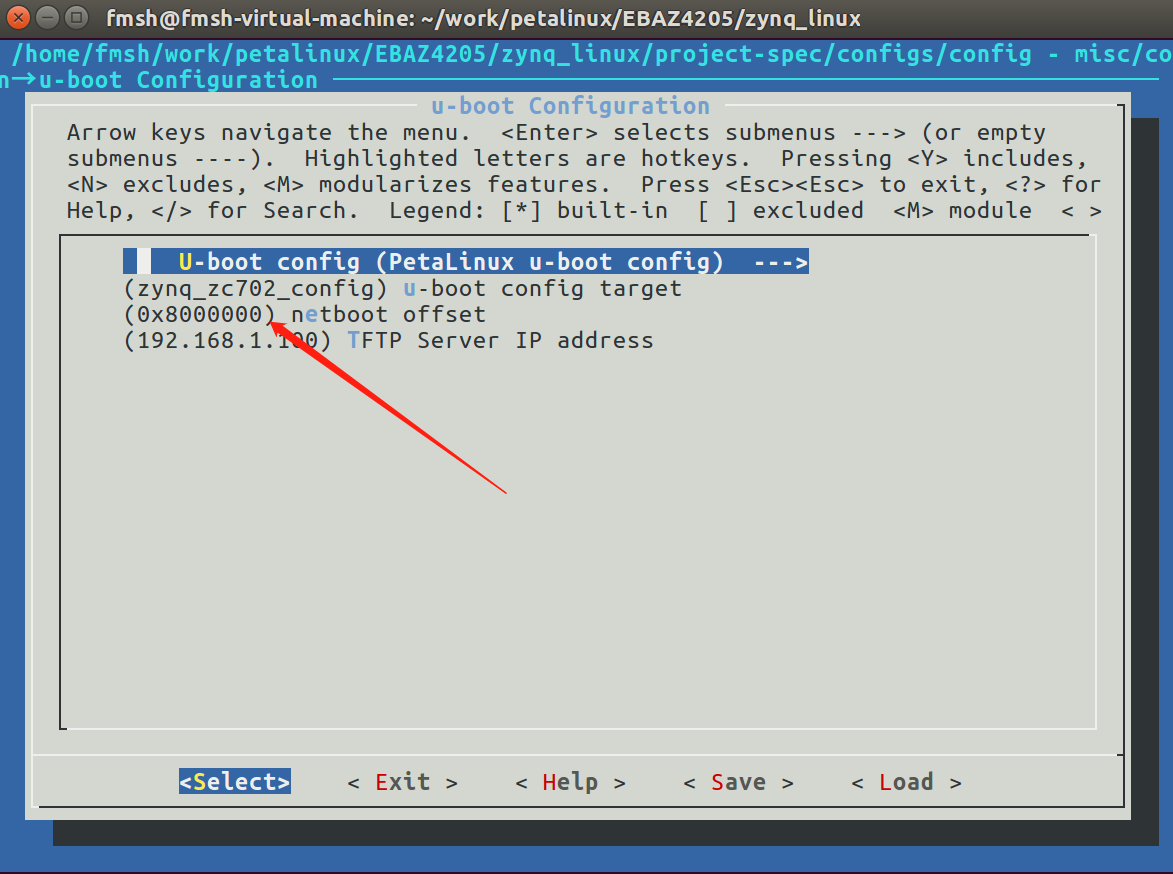 fmsh@fmsh-virtual-machine: ~/work/petalinux/EBAZ4205/zynq_linux
/home/fmsh/work/petalinux/EBAZ4205/zynq_linux/project-spec/configs/config - misc/co
n→u-boot Configuration
u-boot Configuration
Arrow keys navigate the menu.  <Enter> selects submenus ---> (or empty
submenus ----).  Highlighted letters are hotkeys.  Pressing <Y> includes,
<N> excludes, <M> modularizes features.  Press <Esc><Esc> to exit, <?> for
Help, </> for Search.  Legend: [*] built-in  [ ] excluded  <M> module  < >
U-boot config (PetaLinux u-boot config)  --->
(zynq_zc702_config) u-boot config target
(0x8000000) netboot offset
(192.168.1.100) TFTP Server IP address
<Select>    < Exit >    < Help >    < Save >    < Load >